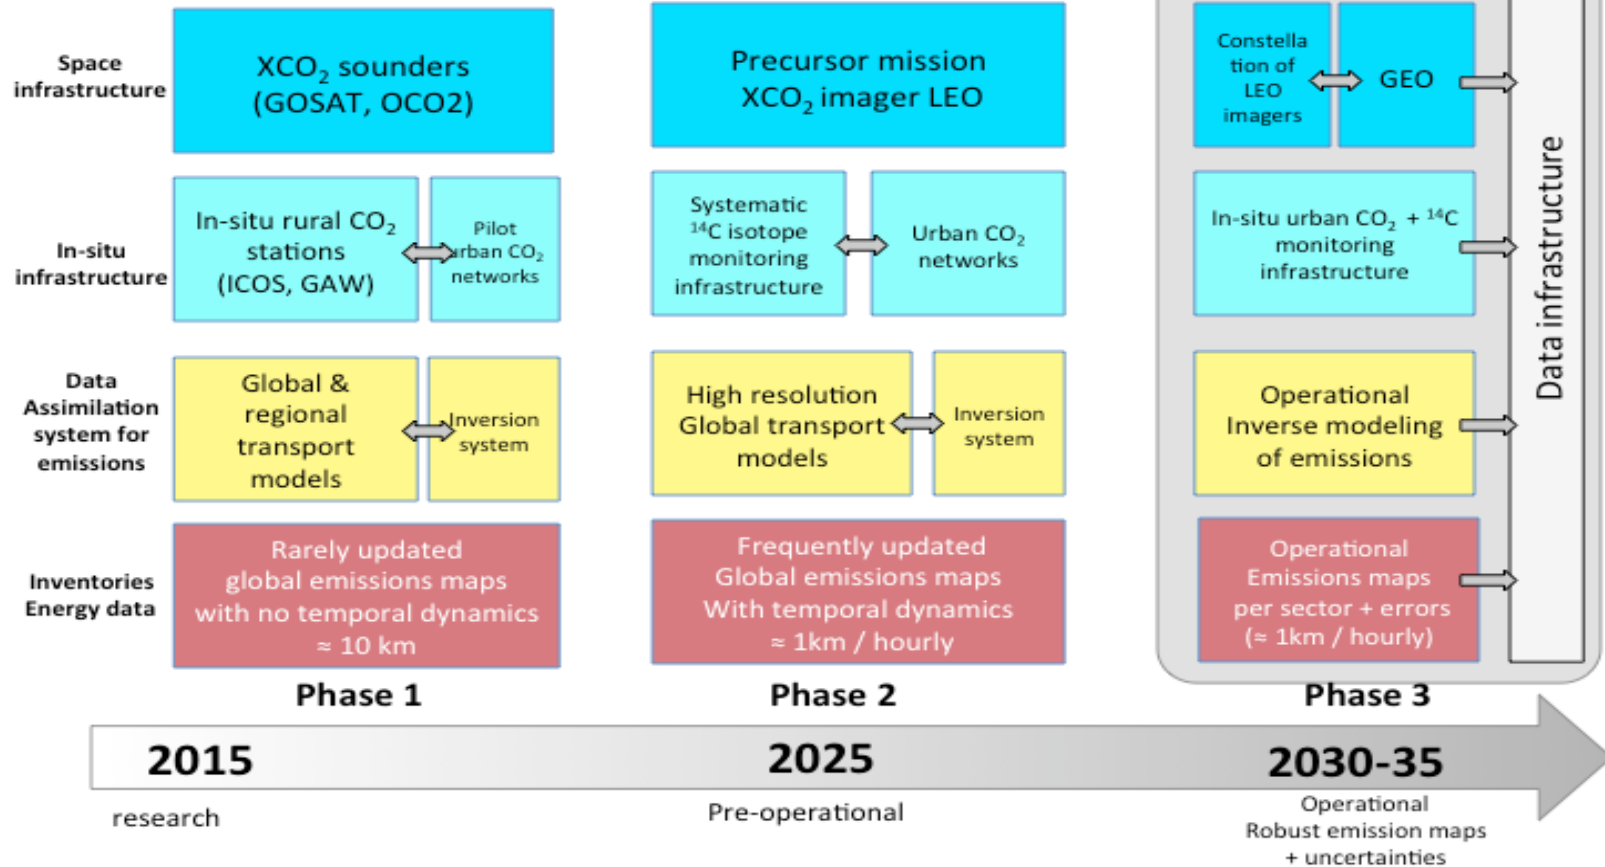 Space
infrastructure
XCO₂ sounders
(GOSAT, OCO2)
Precursor mission
XCO₂ imager LEO
Constella
tion of
LEO
imagers
GEO
In-situ
infrastructure
In-situ rural CO₂
stations
(ICOS, GAW)
Pilot
urban CO₂
networks
Systematic
¹⁴C isotope
monitoring
infrastructure
Urban CO₂
networks
In-situ urban CO₂ + ¹⁴C
monitoring
infrastructure
Data
Assimilation
system for
emissions
Global &
regional
transport
models
Inversion
system
High resolution
Global transport
models
Inversion
system
Operational
Inverse modeling
of emissions
Inventories
Energy data
Rarely updated
global emissions maps
with no temporal dynamics
≈ 10 km
Frequently updated
Global emissions maps
With temporal dynamics
≈ 1km / hourly
Operational
Emissions maps
per sector + errors
(≈ 1km / hourly)
Data infrastructure
Phase 1
Phase 2
Phase 3
2015
2025
2030-35
research
Pre-operational
Operational
Robust emission maps
+ uncertainties